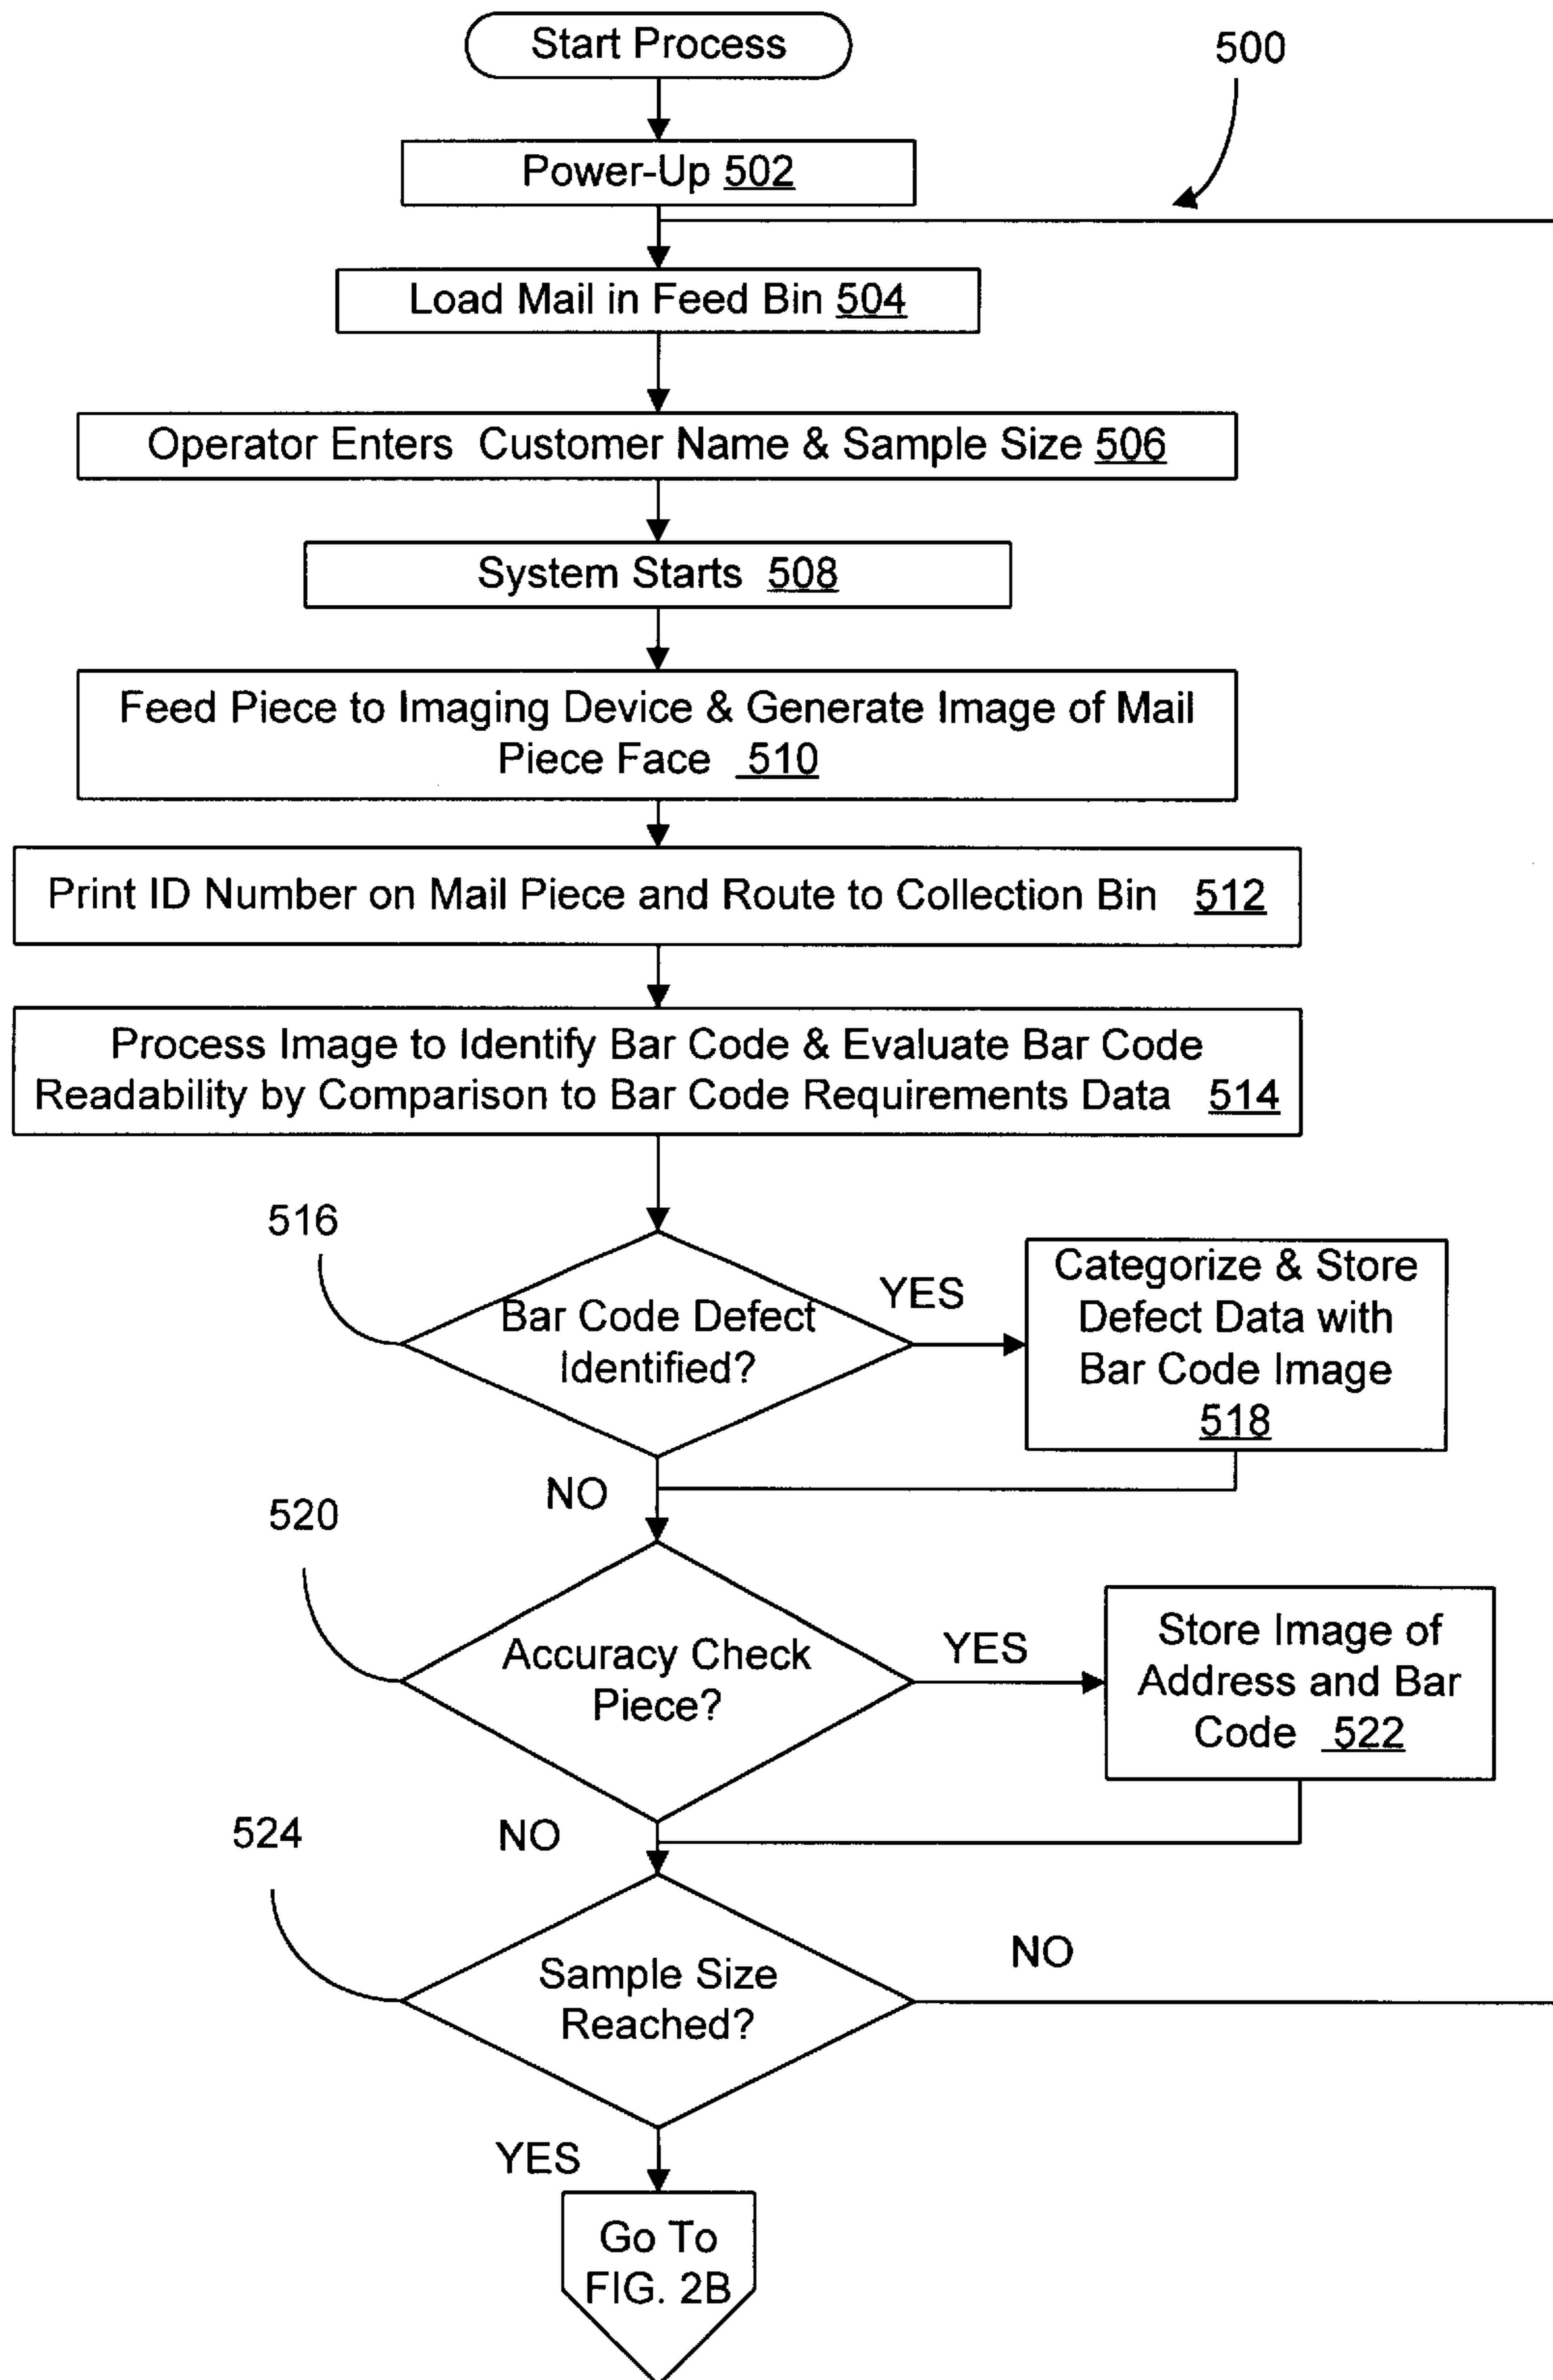 Start Process
500
Power-Up 502
Load Mail in Feed Bin 504
Operator Enters Customer Name & Sample Size 506
System Starts 508
Feed Piece to Imaging Device & Generate Image of Mail
Piece Face 510
Print ID Number on Mail Piece and Route to Collection Bin 512
Process Image to Identify Bar Code & Evaluate Bar Code
Readability by Comparison to Bar Code Requirements Data 514
516
Bar Code Defect
Identified?
YES
Categorize & Store
Defect Data with
Bar Code Image
518
NO
520
Accuracy Check
Piece?
YES
Store Image of
Address and Bar
Code 522
NO
524
Sample Size
Reached?
NO
YES
Go To
FIG. 2B